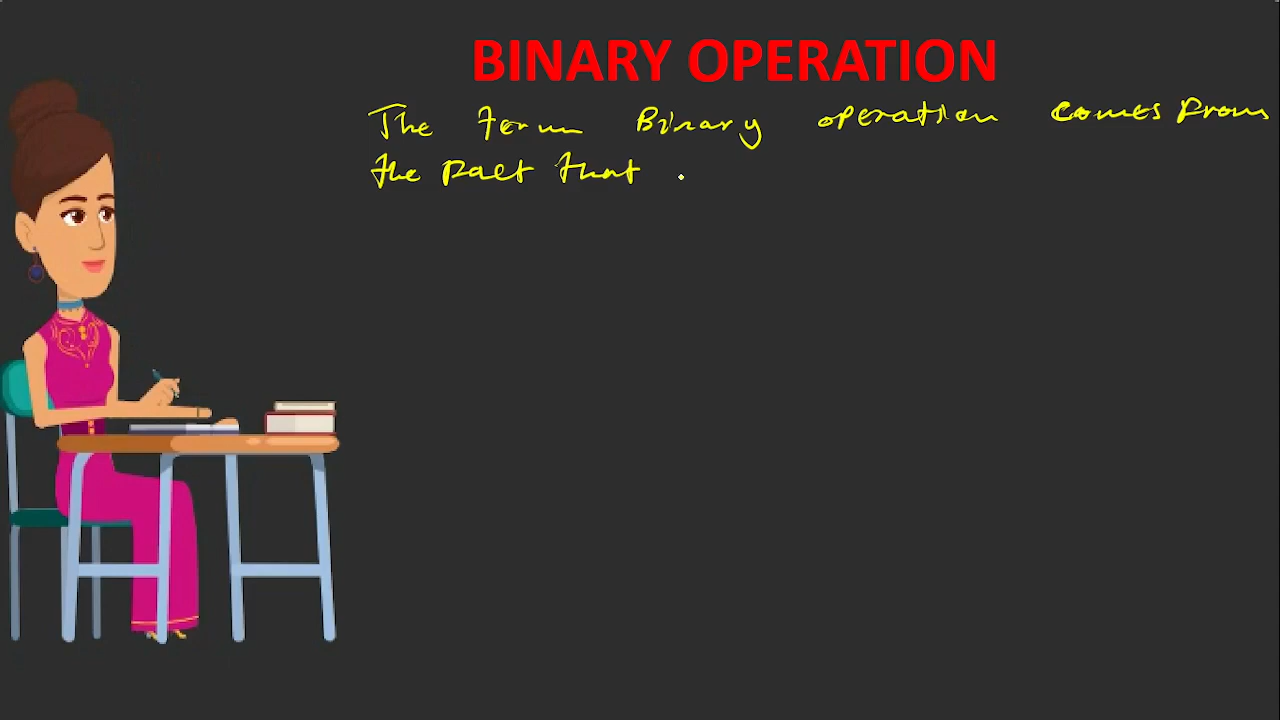 BINARY OPERATION
The term Binary operation comes from
the fact that .